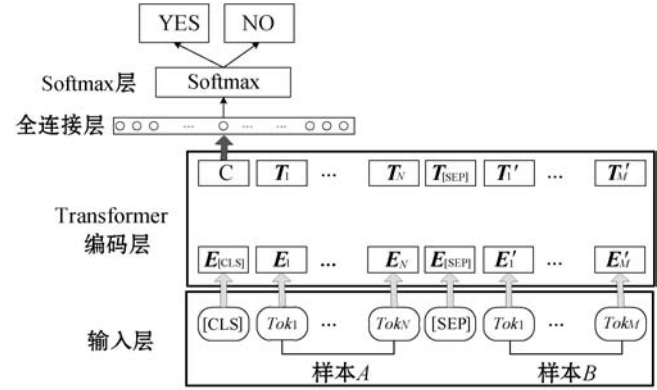 YES NO
Softmax层 Softmax
全连接层 ... ... ...
C T1 ... TN T[SEP] T1′ ... TM′
Transformer
编码层
E[CLS] E1 ... EN E[SEP] E1′ ... EM′
输入层 [CLS] Tok1 ... TokN [SEP] Tok1 ... TokM
样本A 样本B